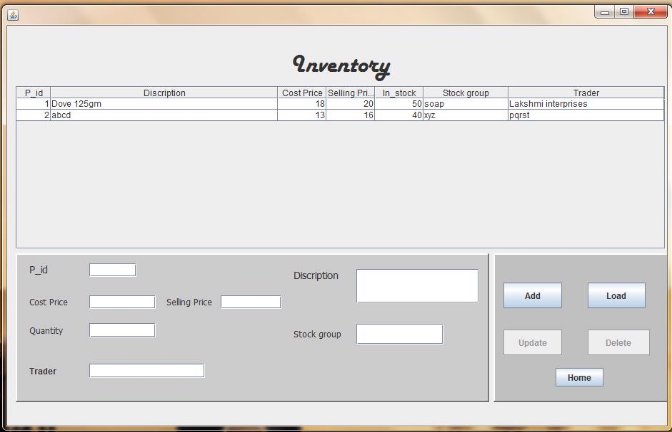 Inventory
P_id Discription Cost Price Selling Pri... In_stock Stock group Trader
1 Dove 125gm 18 20 50 soap Lakshmi interprises
2 abcd 13 16 40 xyz pqrst
P_id
Discription
Cost Price Selling Price
Quantity
Stock group
Trader
Add Load
Update Delete
Home